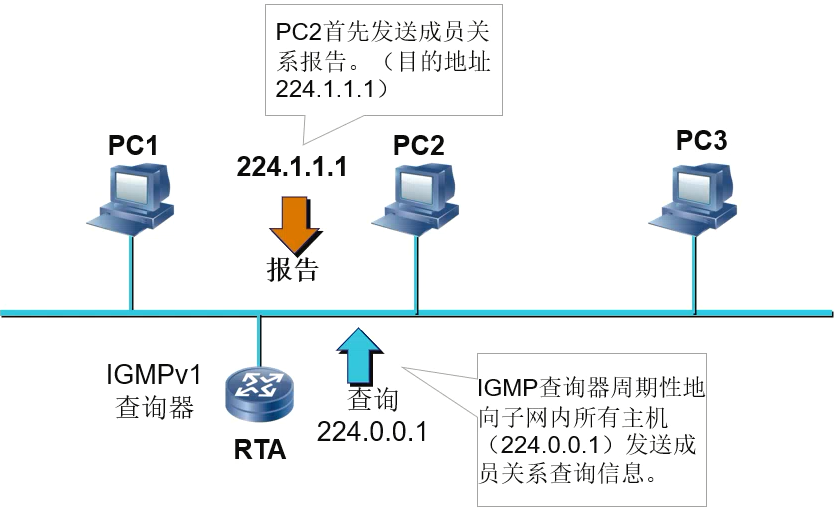 PC2首先发送成员关
系报告。（目的地址
224.1.1.1）
PC1
224.1.1.1
PC2
PC3
报告
IGMPv1
查询器
RTA
查询
224.0.0.1
IGMP查询器周期性地
向子网内所有主机
（224.0.0.1）发送成
员关系查询信息。